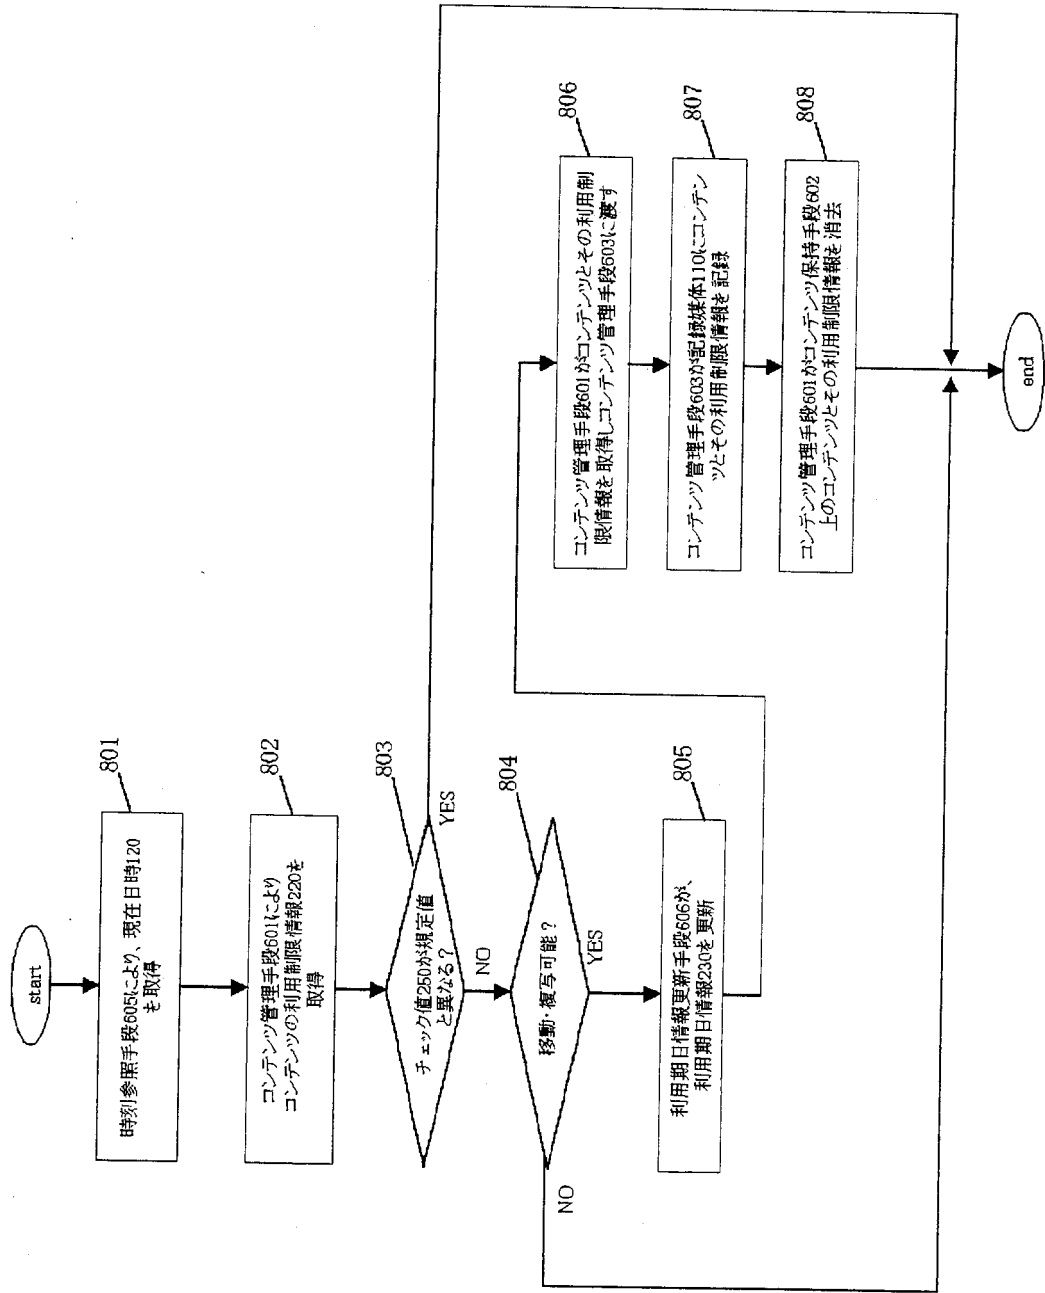 start
801
時刻参照手段605により、現在日時120
を取得
802
コンテンツ管理手段601により
コンテンツの利用制限情報220を
取得
803
チェック値250が規定値
と異なる？
YES
NO
804
移動・複写可能？
YES
NO
805
利用期日情報更新手段606が、
利用期日情報230を更新
806
コンテンツ管理手段601がコンテンツとその利用制
限情報を取得しコンテンツ管理手段603に渡す
807
コンテンツ管理手段603が記録媒体110にコンテン
ツとその利用制限情報を記録
808
コンテンツ管理手段601がコンテンツ保持手段602
上のコンテンツとその利用制限情報を消去
end